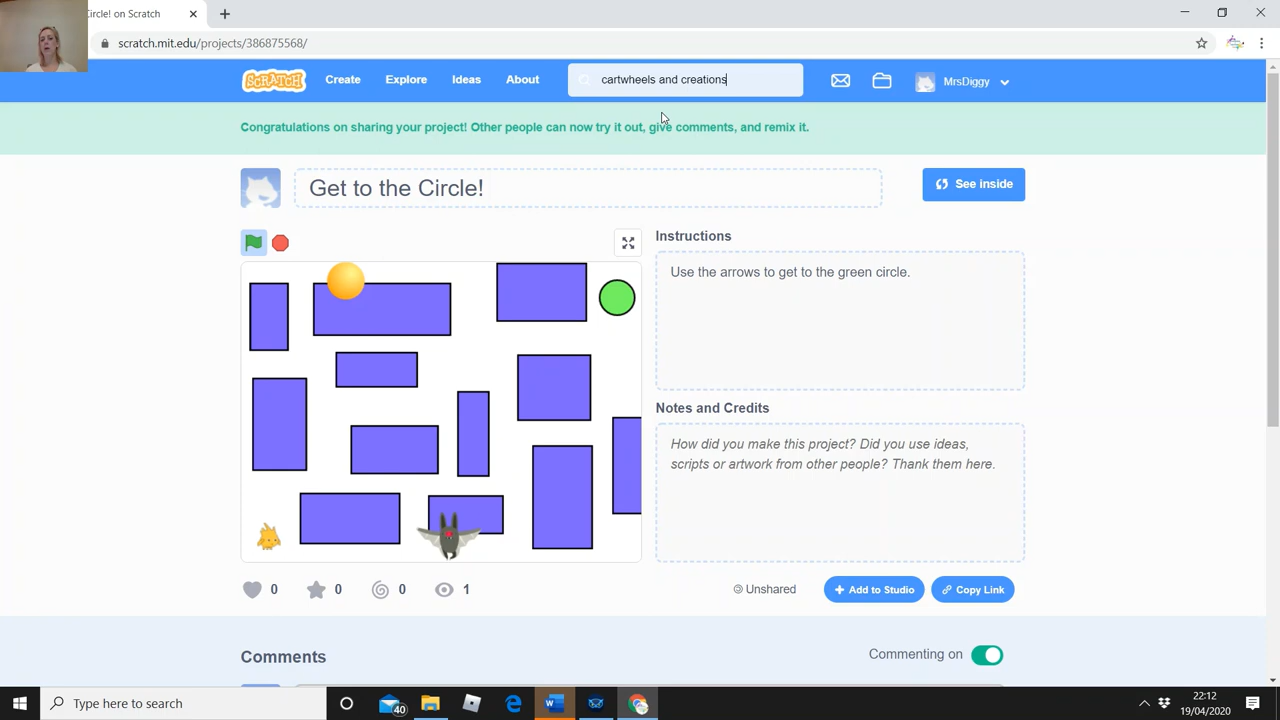 Circle! on Scratch
scratch.mit.edu/projects/386875568/
SCRATCH
Create
Explore
Ideas
About
cartwheels and creations
MrsDiggy
Congratulations on sharing your project! Other people can now try it out, give comments, and remix it.
Get to the Circle!
See inside
Instructions
Use the arrows to get to the green circle.
Notes and Credits
How did you make this project? Did you use ideas,
scripts or artwork from other people? Thank them here.
0
0
0
1
Unshared
Add to Studio
Copy Link
Comments
Commenting on
Type here to search
40
22:12
19/04/2020